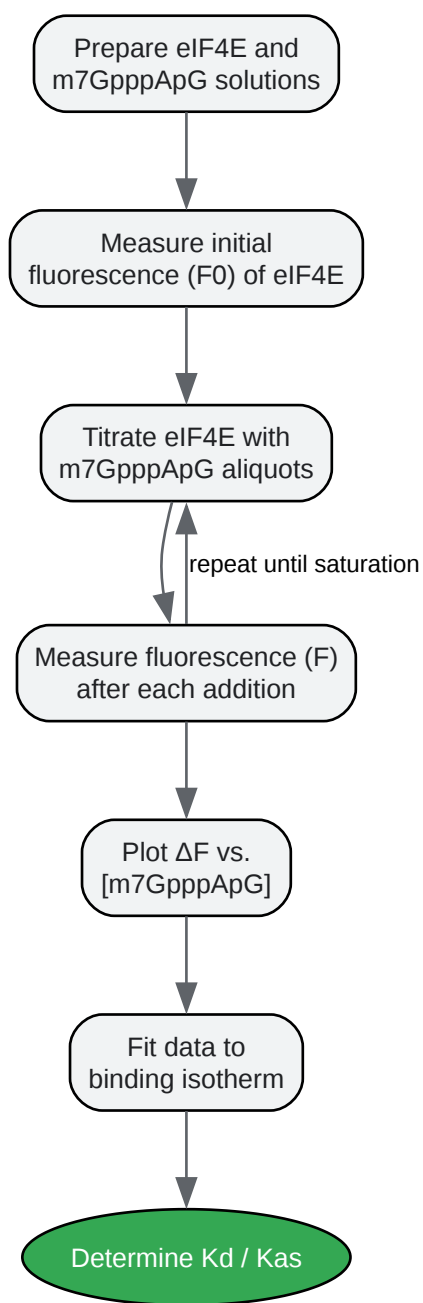 Prepare eIF4E and
m7GpppApG solutions
Measure initial
fluorescence (F0) of eIF4E
Titrate eIF4E with
m7GpppApG aliquots
repeat until saturation
Measure fluorescence (F)
after each addition
Plot ΔF vs.
[m7GpppApG]
Fit data to
binding isotherm
Determine Kd / Kas